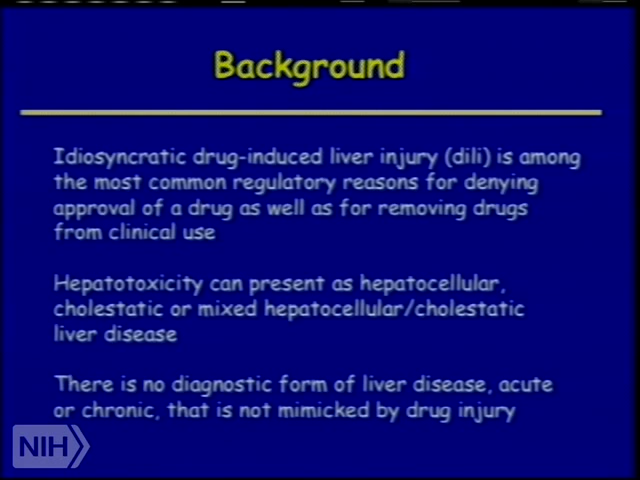 Background
Idiosyncratic drug-induced liver injury (dili) is among
the most common regulatory reasons for denying
approval of a drug as well as for removing drugs
from clinical use
Hepatotoxicity can present as hepatocellular,
cholestatic or mixed hepatocellular/cholestatic
liver disease
There is no diagnostic form of liver disease, acute
or chronic, that is not mimicked by drug injury
NIH